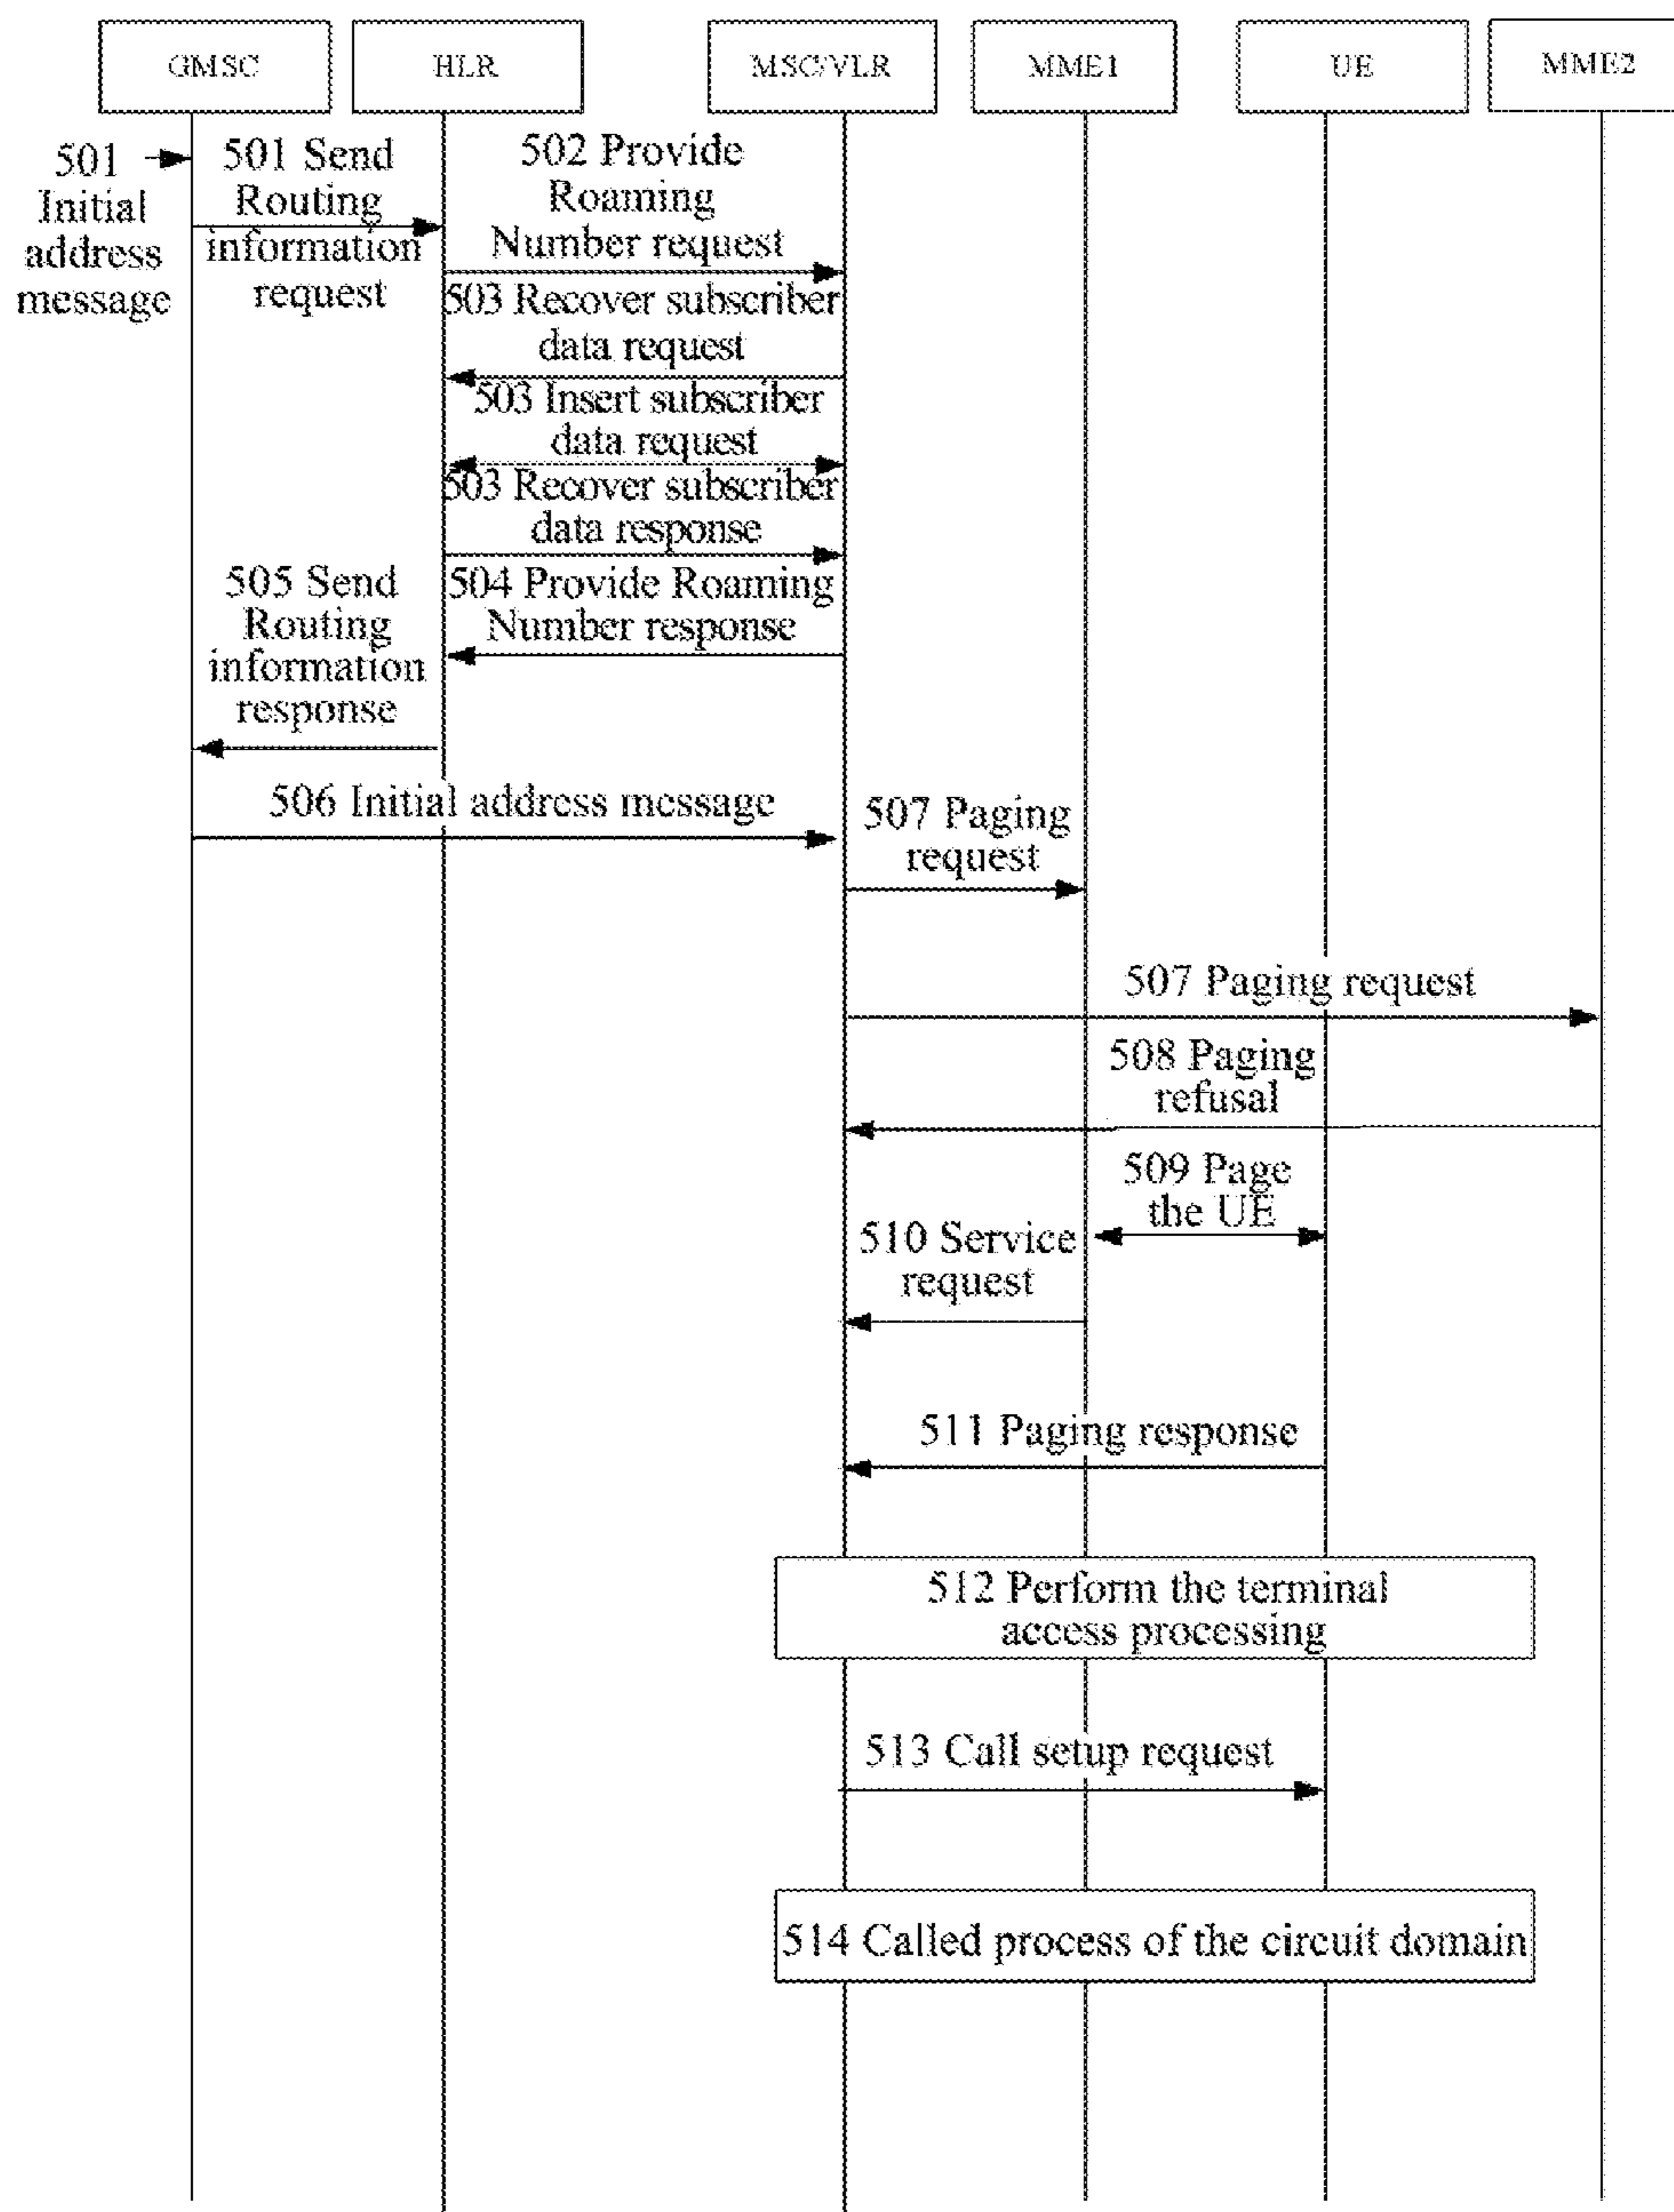 GMSC
HLR
MSC/VLR
MME1
UE
MME2
501
Initial
address
message
501 Send
Routing
information
request
502 Provide
Roaming
Number request
503 Recover subscriber
data request
503 Insert subscriber
data request
503 Recover subscriber
data response
504 Provide Roaming
Number response
505 Send
Routing
information
response
506 Initial address message
507 Paging
request
507 Paging request
508 Paging
refusal
509 Page
the UE
510 Service
request
511 Paging response
512 Perform the terminal
access processing
513 Call setup request
514 Called process of the circuit domain